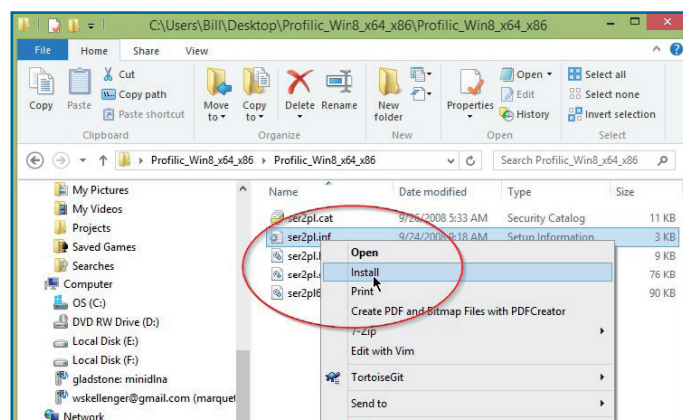 C:\Users\Bill\Desktop\Profilic_Win8_x64_x86\Profilic_Win8_x64_x86
File Home Share View
Copy
Paste
Cut
Copy path
Paste shortcut
Clipboard
Move to
Copy to
Delete
Rename
Organize
New folder
New
Properties
Open
Edit
History
Open
Select all
Select none
Invert selection
Select
Profilic_Win8_x64_x86 Profilic_Win8_x64_x86
Search Profilic_Win8_x64_x86
My Pictures
My Videos
Projects
Saved Games
Searches
Computer
OS (C:)
DVD RW Drive (D:)
Local Disk (E:)
Local Disk (F:)
gladstone: minidlna
wskellenger@gmail.com (marquet
Network
Name Date modified Type Size
ser2pl.cat 9/26/2008 5:33 AM Security Catalog 11 KB
ser2pl.inf 9/24/2008 9:18 AM Setup Information 3 KB
9 KB
76 KB
90 KB
Open
Install
Print
Create PDF and Bitmap Files with PDFCreator
7-Zip
Edit with Vim
TortoiseGit
Send to